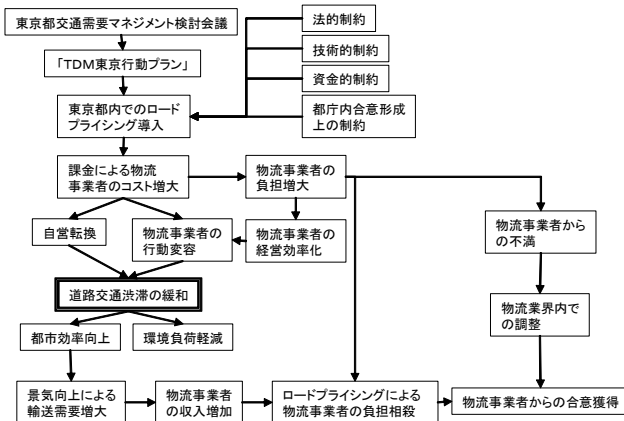 東京都交通需要マネジメント検討会議
「TDM東京行動プラン」
東京都内でのロード
プライシング導入
法的制約
技術的制約
資金的制約
都庁内合意形成
上の制約
課金による物流
事業者のコスト増大
物流事業者の
負担増大
自営転換
物流事業者の
行動変容
物流事業者の
経営効率化
物流事業者から
の不満
道路交通渋滞の緩和
物流業界内で
の調整
都市効率向上
環境負荷軽減
景気向上による
輸送需要増大
物流事業者
の収入増加
ロードプライシングによる
物流事業者の負担相殺
物流事業者からの合意獲得